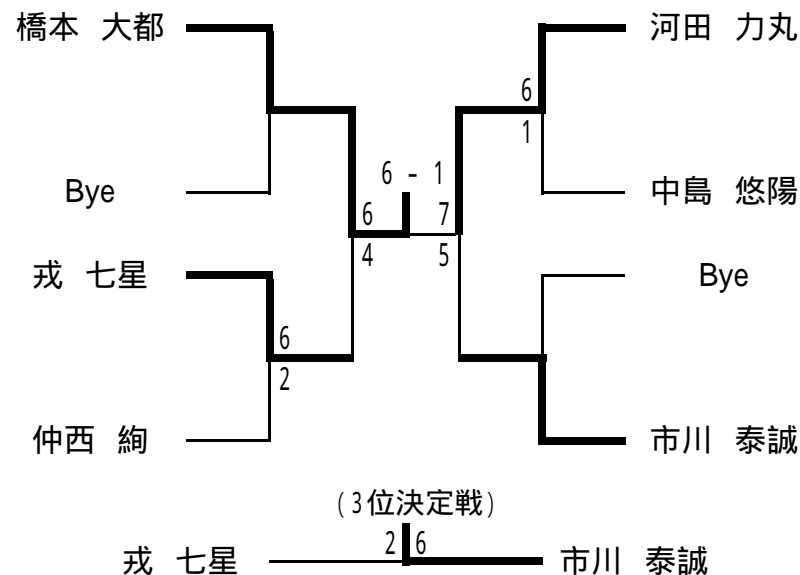 橋本 大都 河田 力丸
6
1
6 - 1
Bye 中島 悠陽
6 7
4 5
戎 七星 Bye
6
2
仲西 絢 市川 泰誠
(3位決定戦)
2 6
戎 七星 市川 泰誠